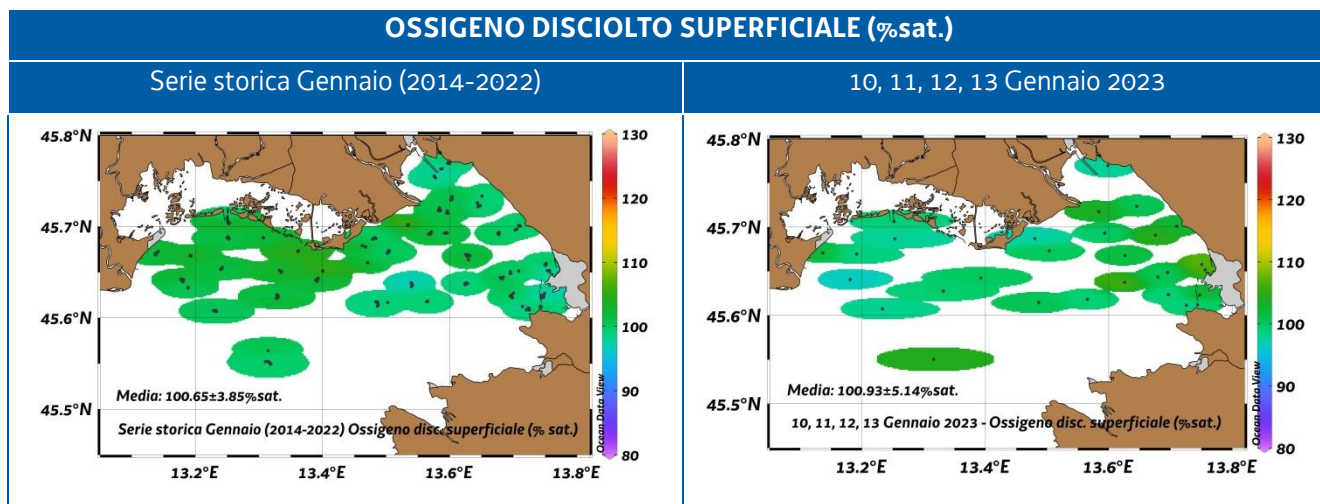 OSSIGENO DISCIOLTO SUPERFICIALE (%sat.)
Serie storica Gennaio (2014-2022)
10, 11, 12, 13 Gennaio 2023
45.8°N
45.7°N
45.6°N
45.5°N
13.2°E
13.4°E
13.6°E
13.8°E
130
120
110
100
90
80
Ocean Data View
Media: 100.65±3.85%sat.
Serie storica Gennaio (2014-2022) Ossigeno disc. superficiale (% sat.)
45.8°N
45.7°N
45.6°N
45.5°N
13.2°E
13.4°E
13.6°E
13.8°E
130
120
110
100
90
80
Ocean Data View
Media: 100.93±5.14%sat.
10, 11, 12, 13 Gennaio 2023 - Ossigeno disc. superficiale (%sat.)